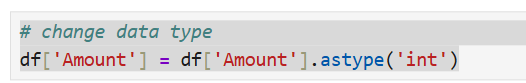 # change data type
df['Amount'] = df['Amount'].astype('int')